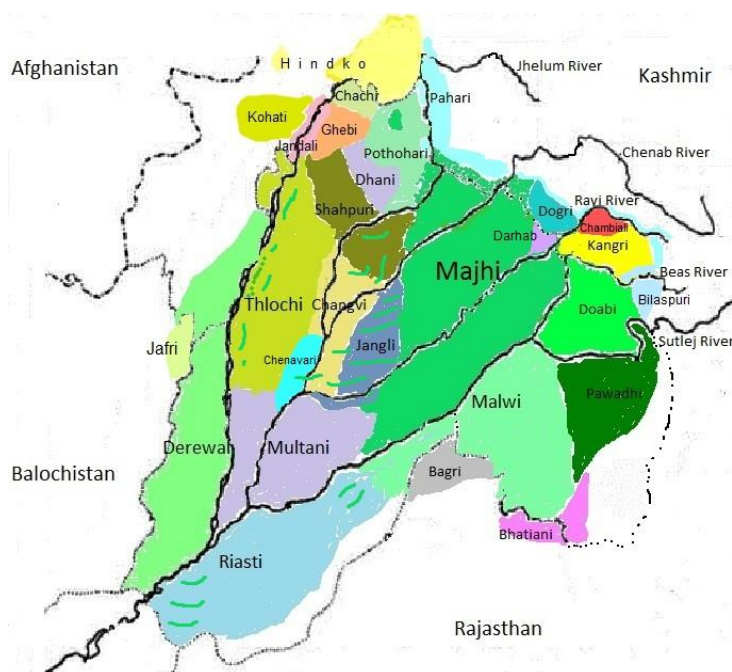 Afghanistan
Hindko
Jhelum River
Kashmir
Chachi
Pahari
Kohati
Ghebi
Jandali
Pothohari
Chenab River
Dhani
Shahpuri
Dogri
Ravi River
Chambiali
Darhab
Kangri
Majhi
Beas River
Bilaspuri
Thlochi
Changvi
Doabi
Jafri
Chenavari
Jangli
Sutlej River
Malwi
Pawadhi
Derewal
Multani
Balochistan
Bagri
Bhatiani
Riasti
Rajasthan